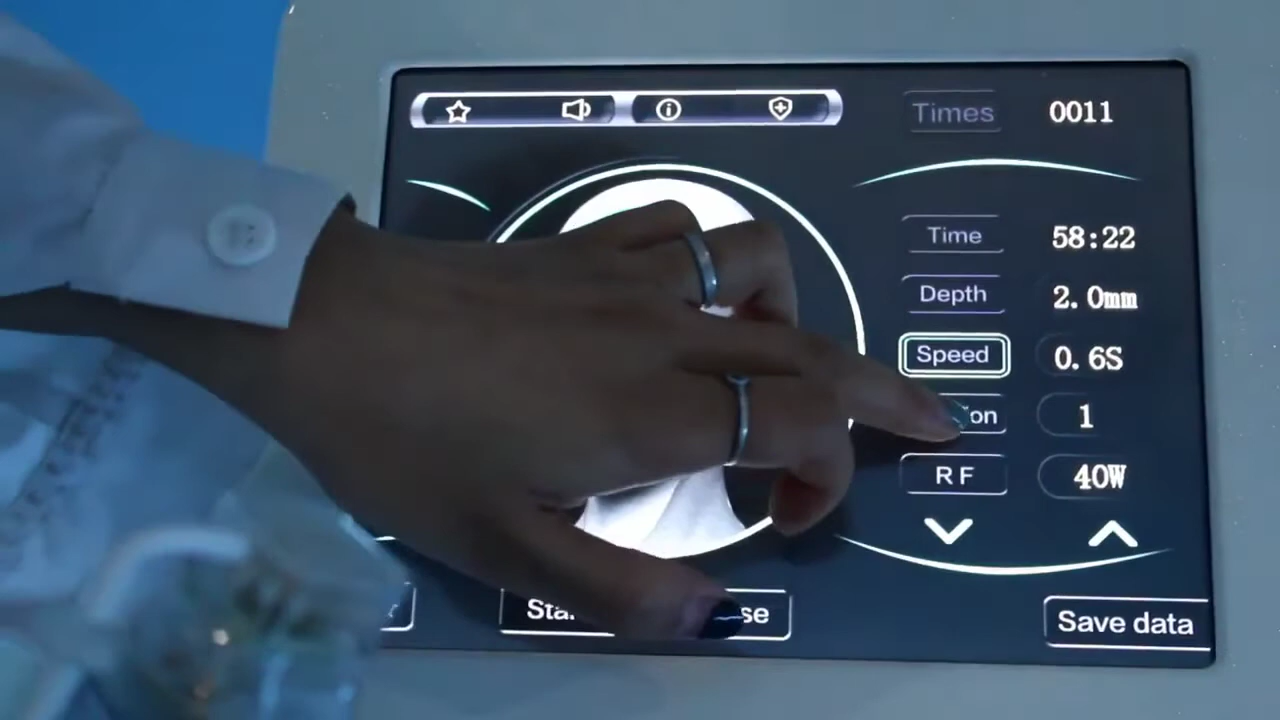 Times 0011
Time 58:22
Depth 2.0mm
Speed 0.6S
1
RF 40W
Save data